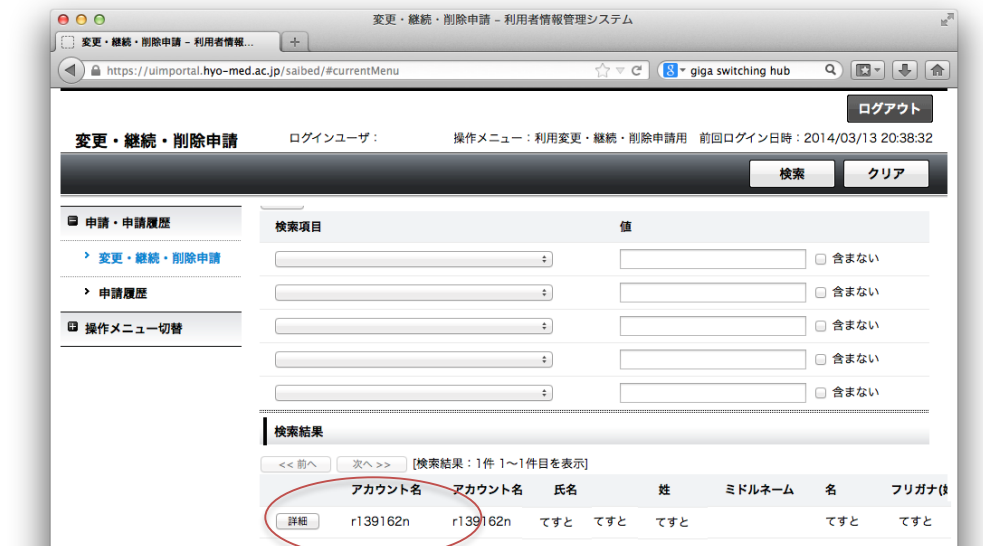 変更・継続・削除申請 – 利用者情報管理システム
変更・継続・削除申請 – 利用者情報...
https://uimportal.hyo-med.ac.jp/saibed/#currentMenu
giga switching hub
ログアウト
変更・継続・削除申請 ログインユーザ： 操作メニュー：利用変更・継続・削除申請用 前回ログイン日時：2014/03/13 20:38:32
検索 クリア
申請・申請履歴
変更・継続・削除申請
申請履歴
操作メニュー切替
検索項目 値
含まない
含まない
含まない
含まない
含まない
検索結果
<< 前へ 次へ >> [検索結果：1件 1～1件目を表示]
アカウント名 アカウント名 氏名 姓 ミドルネーム 名 フリガナ(
詳細 r139162n r139162n てすと てすと てすと てすと てすと